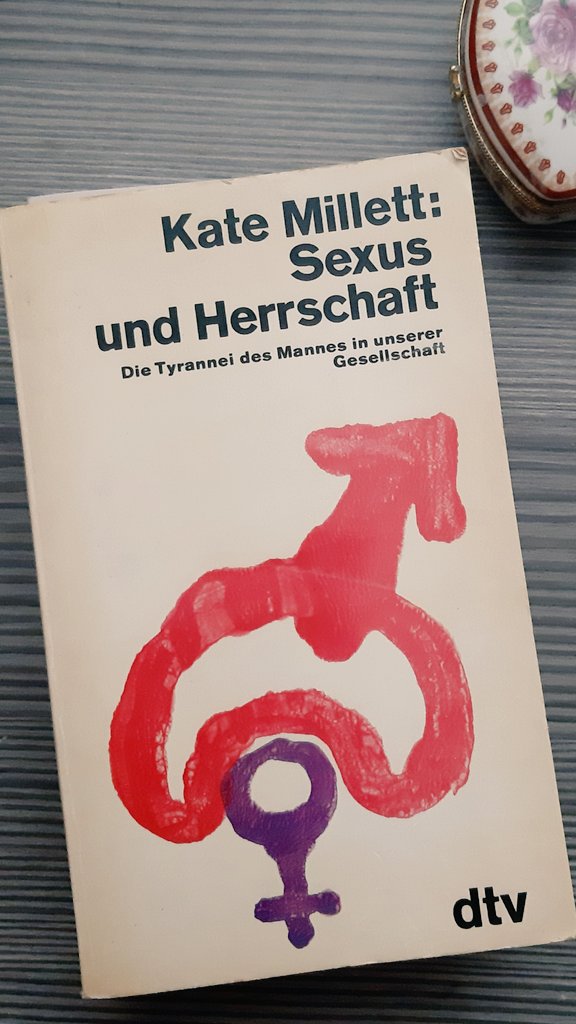 Kate Millett:
Sexus
und Herrschaft
Die Tyrannei des Mannes in unserer
Gesellschaft
dtv